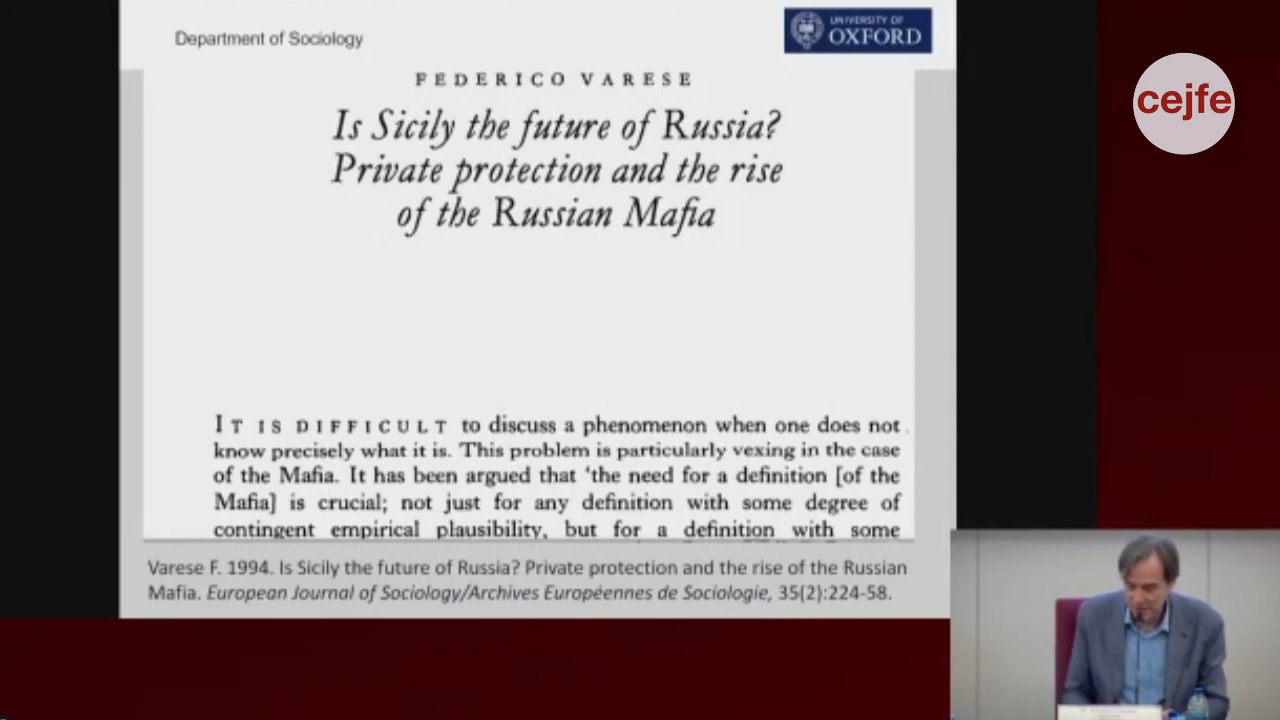 Department of Sociology
UNIVERSITY OF
OXFORD
cejfe
FEDERICO VARESE
Is Sicily the future of Russia?
Private protection and the rise
of the Russian Mafia
IT IS DIFFICULT to discuss a phenomenon when one does not
know precisely what it is. This problem is particularly vexing in the case
of the Mafia. It has been argued that ‘the need for a definition [of the
Mafia] is crucial; not just for any definition with some degree of
contingent empirical plausibility, but for a definition with some
Varese F. 1994. Is Sicily the future of Russia? Private protection and the rise of the Russian
Mafia. European Journal of Sociology/Archives Européennes de Sociologie, 35(2):224-58.